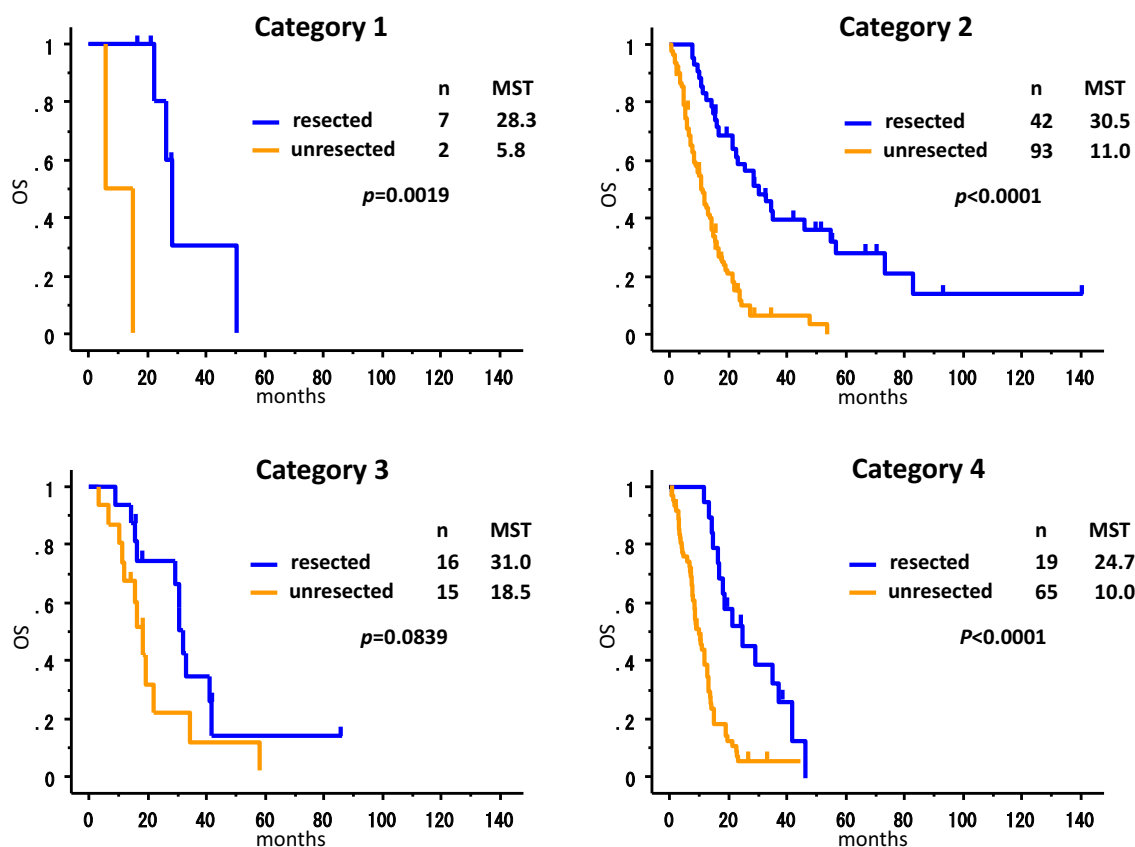 Category 1
n MST
resected 7 28.3
unresected 2 5.8
p=0.0019
OS
1
.8
.6
.4
.2
0
0 20 40 60 80 100 120 140
months
Category 2
n MST
resected 42 30.5
unresected 93 11.0
p<0.0001
OS
1
.8
.6
.4
.2
0
0 20 40 60 80 100 120 140
months
Category 3
n MST
resected 16 31.0
unresected 15 18.5
p=0.0839
OS
1
.8
.6
.4
.2
0
0 20 40 60 80 100 120 140
months
Category 4
n MST
resected 19 24.7
unresected 65 10.0
P<0.0001
OS
1
.8
.6
.4
.2
0
0 20 40 60 80 100 120 140
months